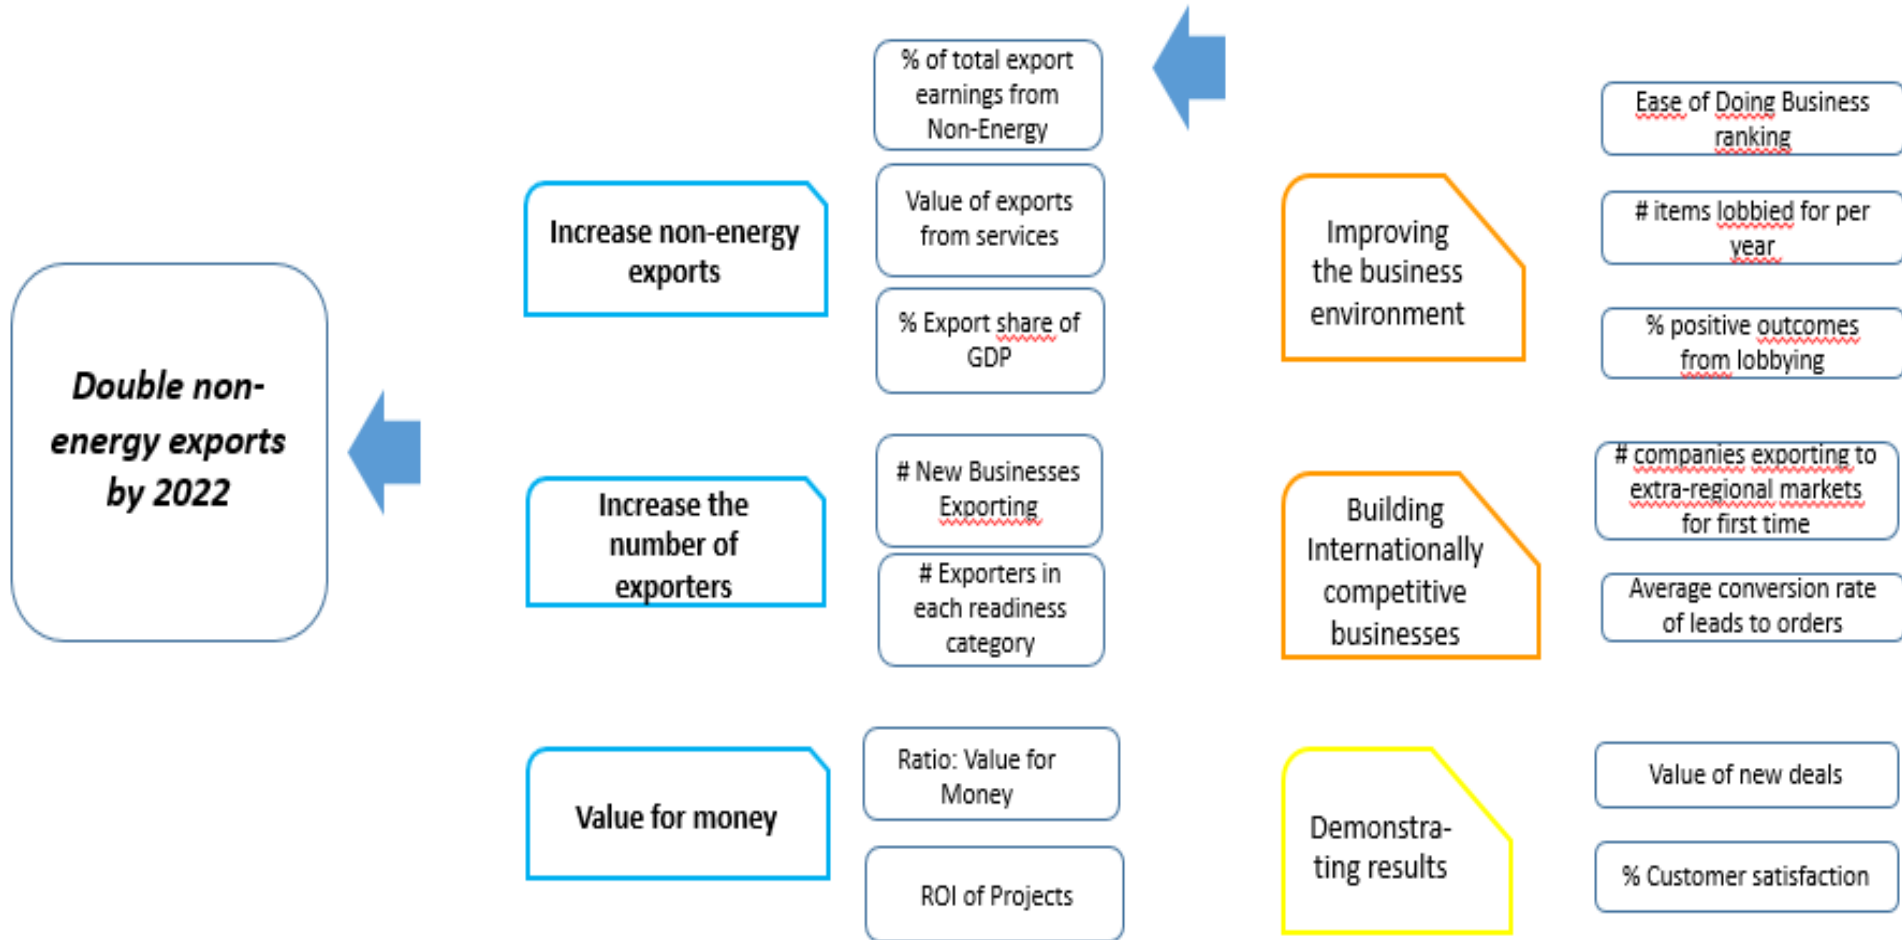 Double non-
energy exports
by 2022
Increase non-energy
exports
% of total export
earnings from
Non-Energy
Value of exports
from services
% Export share of
GDP
Increase the
number of
exporters
# New Businesses
Exporting
# Exporters in
each readiness
category
Value for money
Ratio: Value for
Money
ROI of Projects
Improving
the business
environment
Ease of Doing Business
ranking
# items lobbied for per
year
% positive outcomes
from lobbying
Building
Internationally
competitive
businesses
# companies exporting to
extra-regional markets
for first time
Average conversion rate
of leads to orders
Demonstra-
ting results
Value of new deals
% Customer satisfaction